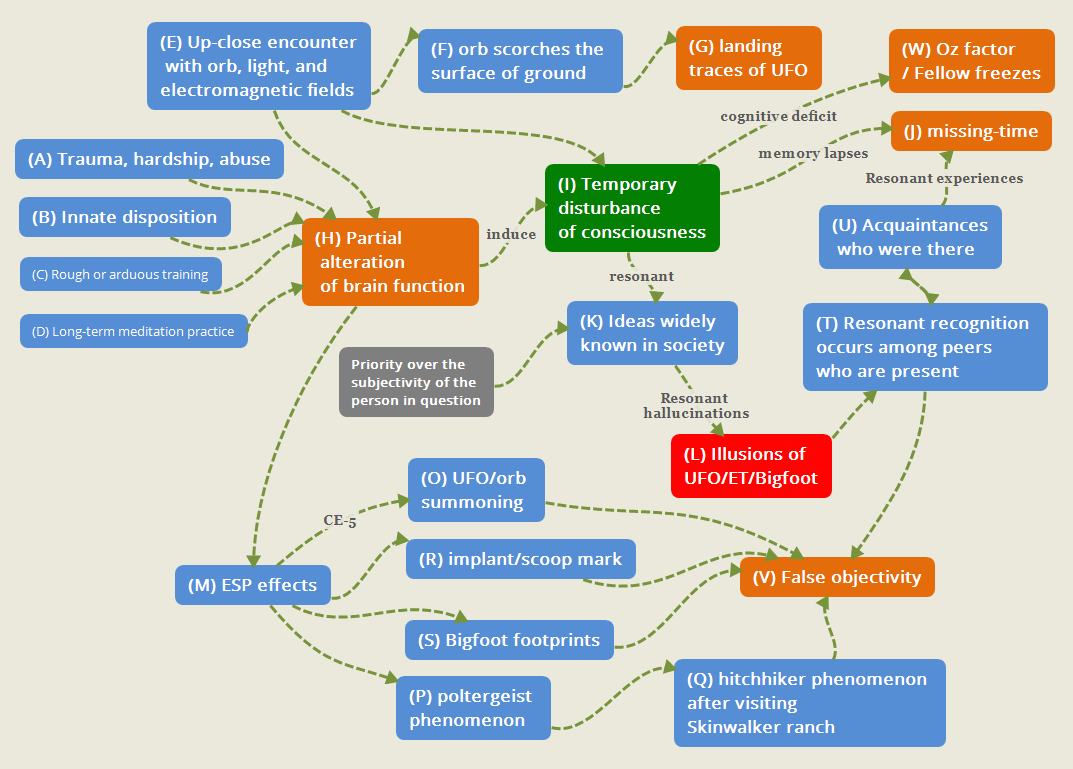 (E) Up-close encounter
with orb, light, and
electromagnetic fields
(F) orb scorches the
surface of ground
(G) landing
traces of UFO
(W) Oz factor
/ Fellow freezes
cognitive deficit
(J) missing-time
memory lapses
Resonant experiences
(A) Trauma, hardship, abuse
(B) Innate disposition
(C) Rough or arduous training
(D) Long-term meditation practice
(H) Partial
alteration
of brain function
induce
(I) Temporary
disturbance
of consciousness
resonant
(U) Acquaintances
who were there
(K) Ideas widely
known in society
(T) Resonant recognition
occurs among peers
who are present
Priority over the
subjectivity of the
person in question
Resonant
hallucinations
(L) Illusions of
UFO/ET/Bigfoot
(O) UFO/orb
summoning
CE-5
(R) implant/scoop mark
(M) ESP effects
(V) False objectivity
(S) Bigfoot footprints
(P) poltergeist
phenomenon
(Q) hitchhiker phenomenon
after visiting
Skinwalker ranch